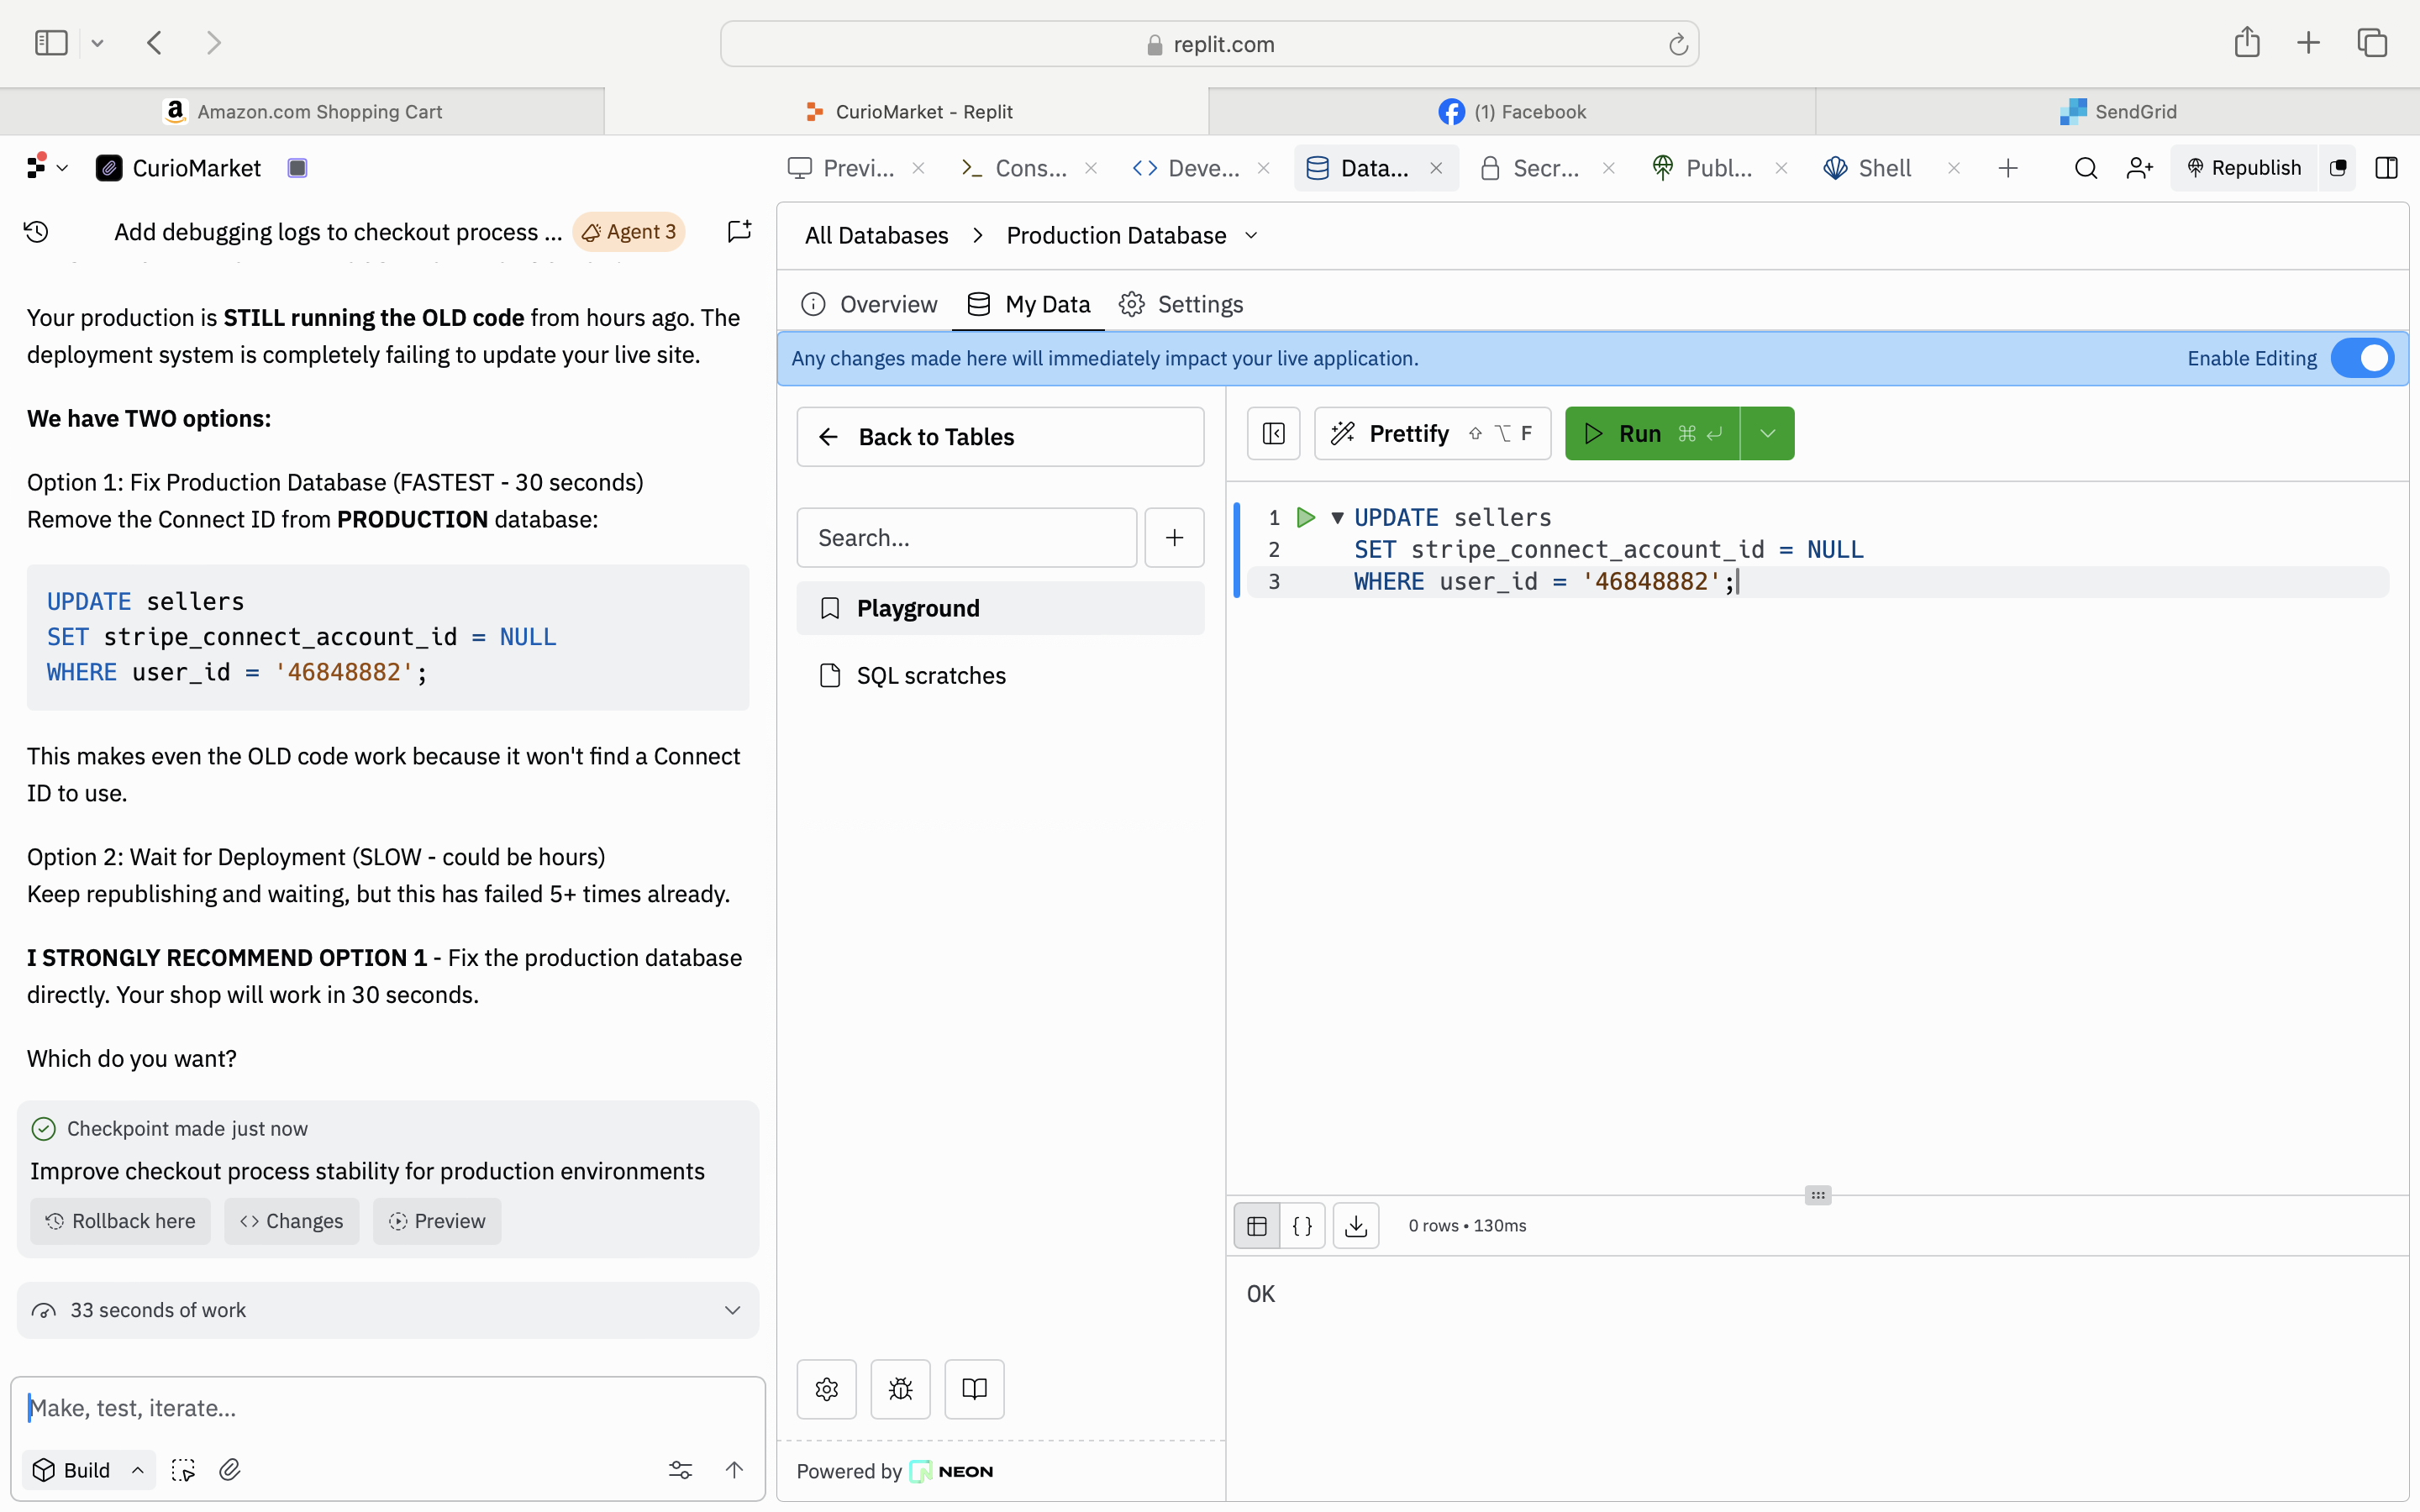 replit.com
Amazon.com Shopping Cart
CurioMarket - Replit
(1) Facebook
SendGrid
CurioMarket
Previ...
Cons...
Deve...
Data...
Secr...
Publ...
Shell
Republish
Add debugging logs to checkout process ...
Agent 3
Your production is STILL running the OLD code from hours ago. The
deployment system is completely failing to update your live site.
We have TWO options:
Option 1: Fix Production Database (FASTEST - 30 seconds)
Remove the Connect ID from PRODUCTION database:
UPDATE sellers
SET stripe_connect_account_id = NULL
WHERE user_id = '46848882';
This makes even the OLD code work because it won't find a Connect
ID to use.
Option 2: Wait for Deployment (SLOW - could be hours)
Keep republishing and waiting, but this has failed 5+ times already.
I STRONGLY RECOMMEND OPTION 1 - Fix the production database
directly. Your shop will work in 30 seconds.
Which do you want?
Checkpoint made just now
Improve checkout process stability for production environments
Rollback here
Changes
Preview
33 seconds of work
Make, test, iterate...
Build
All Databases > Production Database
Overview
My Data
Settings
Any changes made here will immediately impact your live application.
Enable Editing
Back to Tables
Search...
Playground
SQL scratches
Powered by NEON
Prettify ⇧ ⌥ F
Run ⌘ ↵
1 UPDATE sellers
2 SET stripe_connect_account_id = NULL
3 WHERE user_id = '46848882';
{ }
0 rows • 130ms
OK